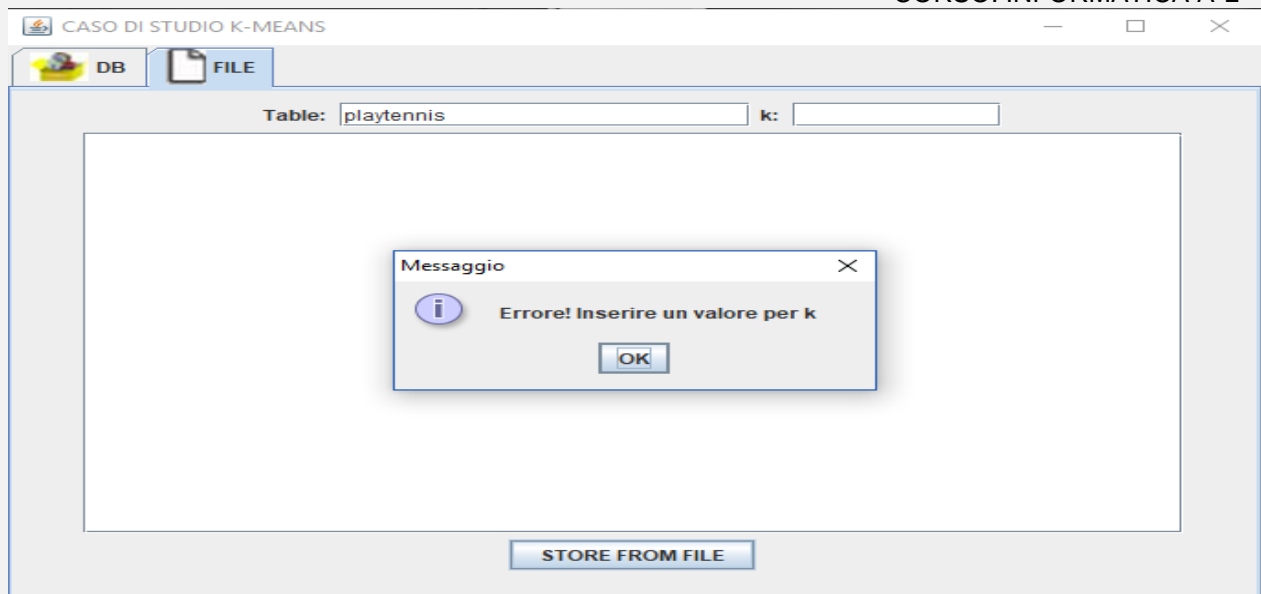 CASO DI STUDIO K-MEANS
DB FILE
Table: playtennis k:
Messaggio
Errore! Inserire un valore per k
OK
STORE FROM FILE